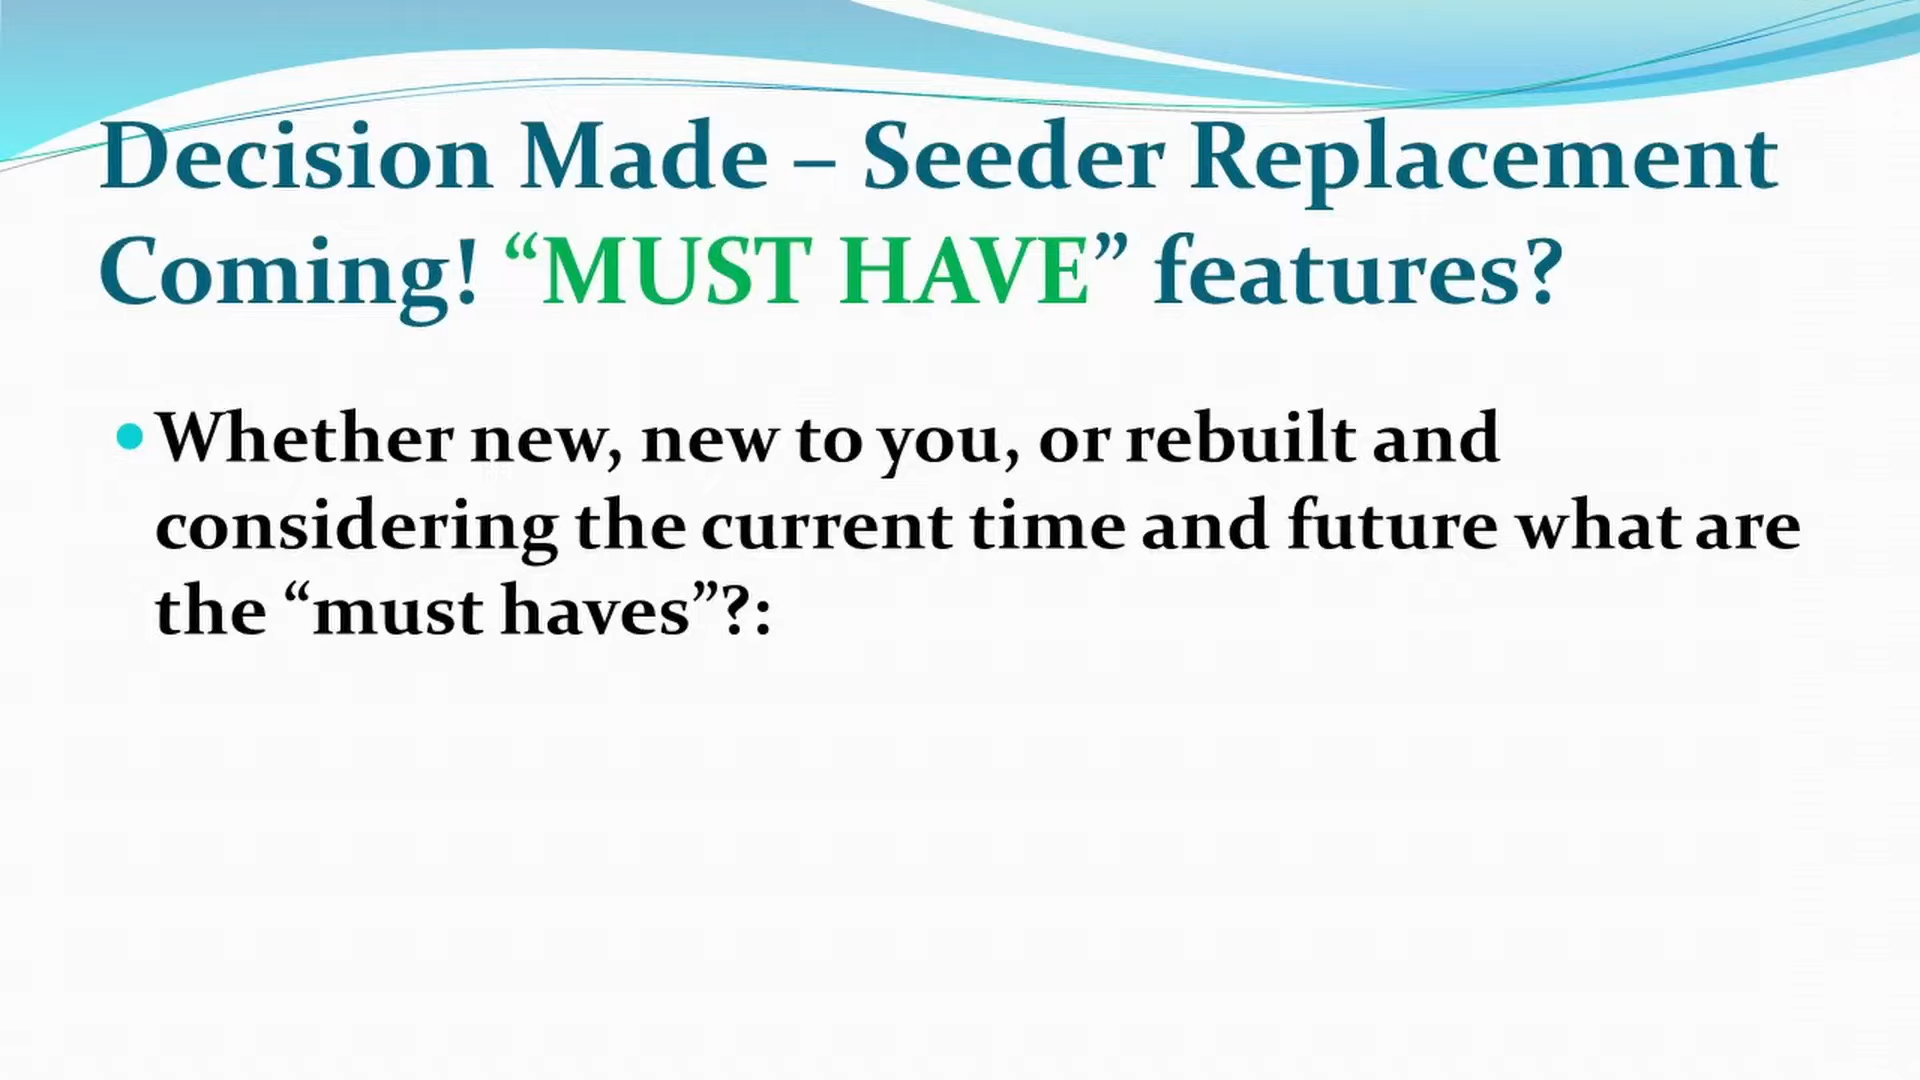 Decision Made – Seeder Replacement
Coming! “MUST HAVE” features?
Whether new, new to you, or rebuilt and
considering the current time and future what are
the “must haves”?: